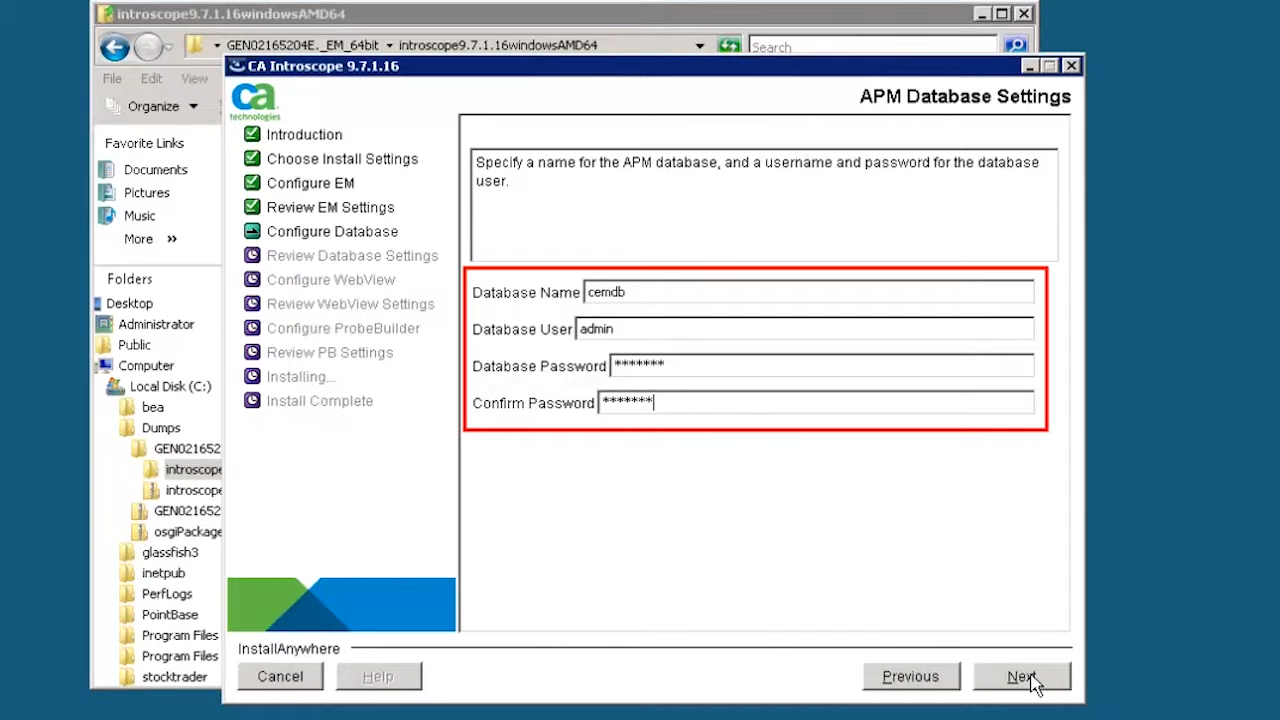 introscope9.7.1.16windowsAMD64
GEN02165204E._EM_64bit
introscope9.7.1.16windowsAMD64
Search
File
Edit
View
Organize
Favorite Links
Documents
Pictures
Music
More »
Folders
Desktop
Administrator
Public
Computer
Local Disk (C:)
bea
Dumps
GEN021652
introscope
introscope
GEN021652
osgiPackage
glassfish3
inetpub
PerfLogs
PointBase
Program Files
Program Files
stocktrader
CA Introscope 9.7.1.16
ca
technologies
APM Database Settings
Introduction
Choose Install Settings
Configure EM
Review EM Settings
Configure Database
Review Database Settings
Configure WebView
Review WebView Settings
Configure ProbeBuilder
Review PB Settings
Installing...
Install Complete
Specify a name for the APM database, and a username and password for the database
user.
Database Name cemdb
Database User admin
Database Password *******
Confirm Password *******
InstallAnywhere
Cancel
Help
Previous
Next